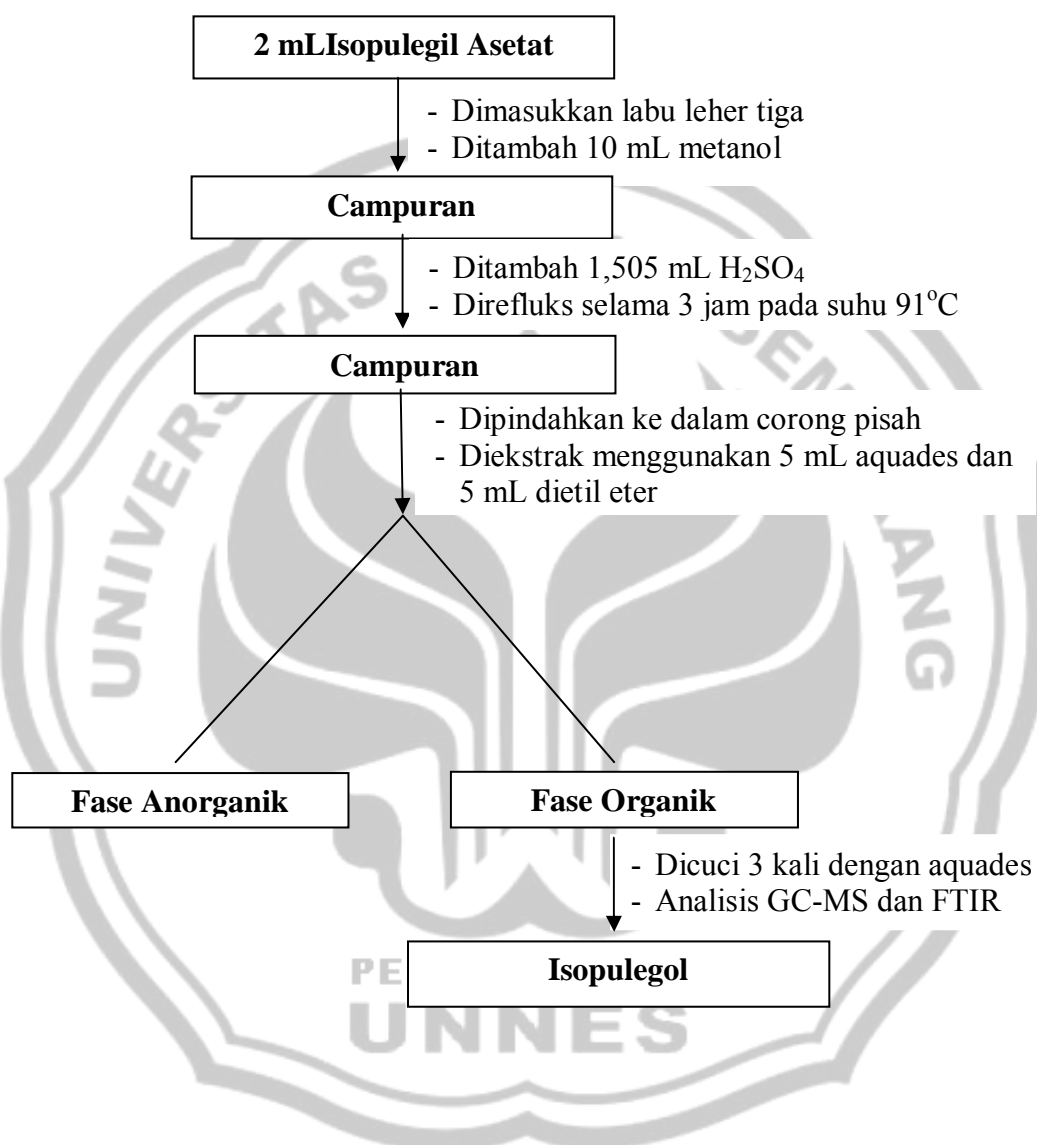 2 mLIsopulegil Asetat
- Dimasukkan labu leher tiga
- Ditambah 10 mL metanol
Campuran
- Ditambah 1,505 mL H₂SO₄
- Direfluks selama 3 jam pada suhu 91°C
Campuran
- Dipindahkan ke dalam corong pisah
- Diekstrak menggunakan 5 mL aquades dan
5 mL dietil eter
Fase Anorganik
Fase Organik
- Dicuci 3 kali dengan aquades
- Analisis GC-MS dan FTIR
Isopulegol
UNNES